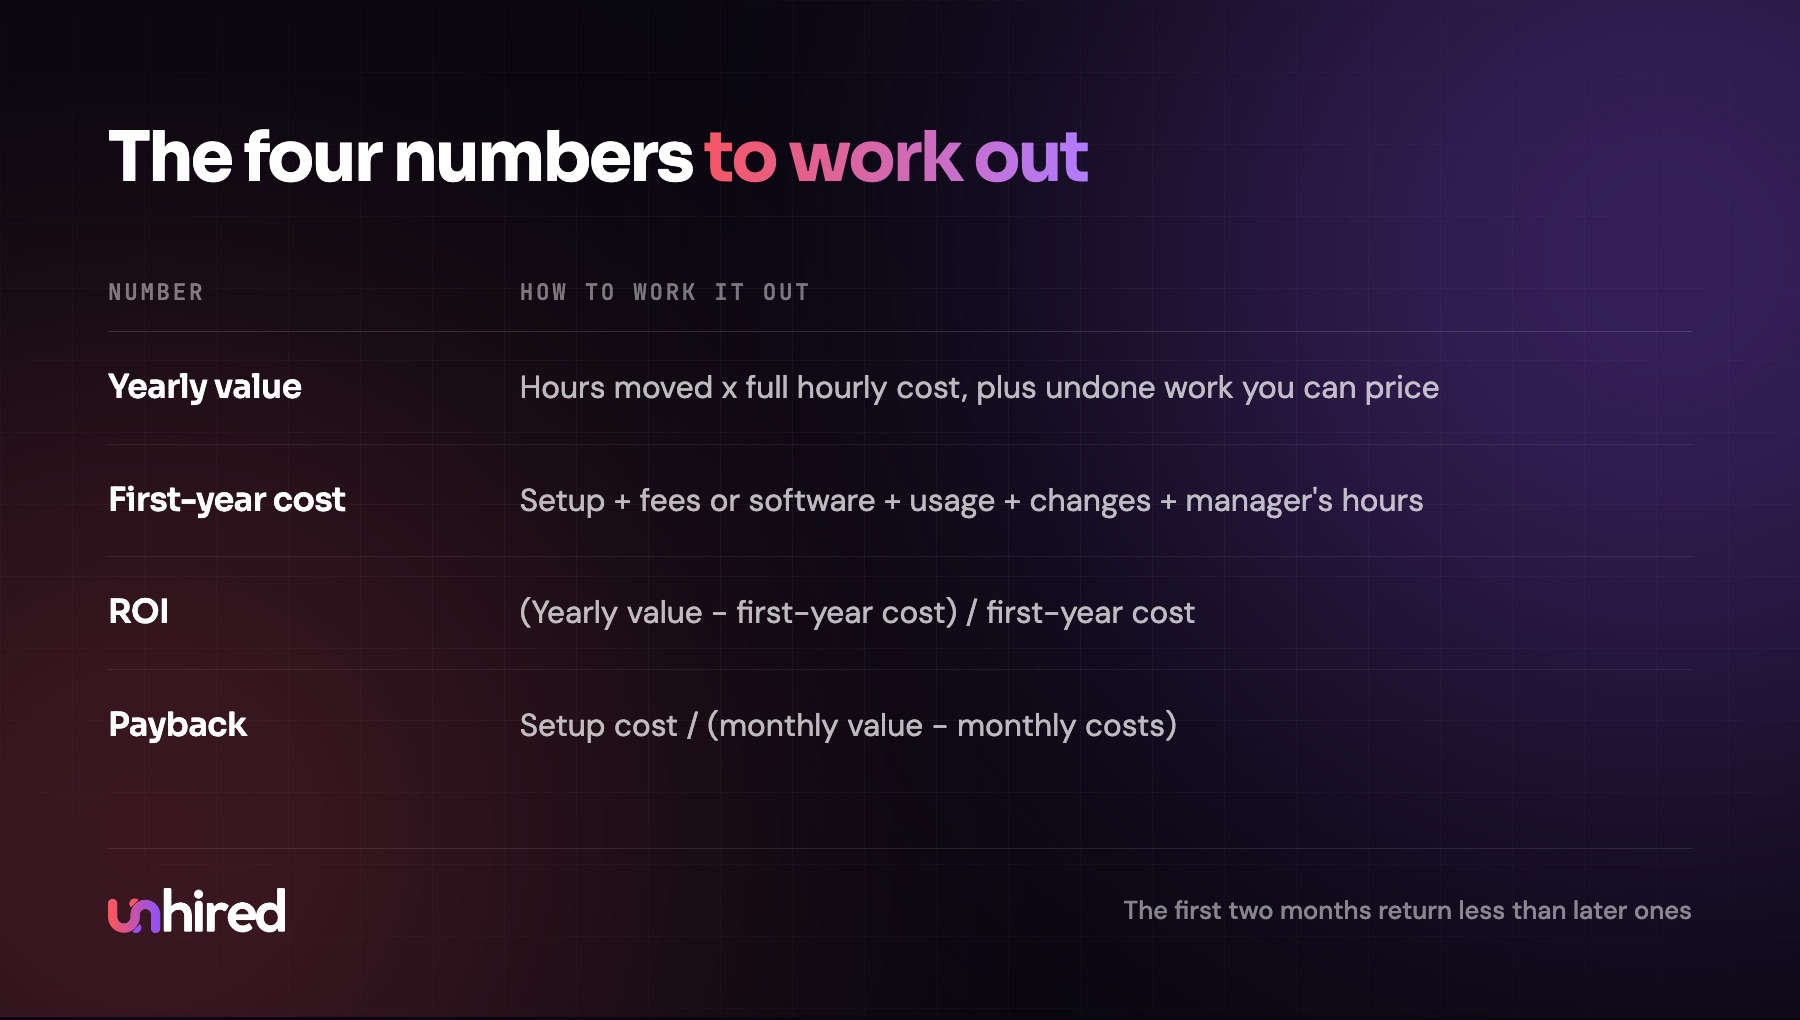 The four numbers to work out
NUMBER
HOW TO WORK IT OUT
Yearly value
Hours moved x full hourly cost, plus undone work you can price
First-year cost
Setup + fees or software + usage + changes + manager's hours
ROI
(Yearly value - first-year cost) / first-year cost
Payback
Setup cost / (monthly value - monthly costs)
unhired
The first two months return less than later ones